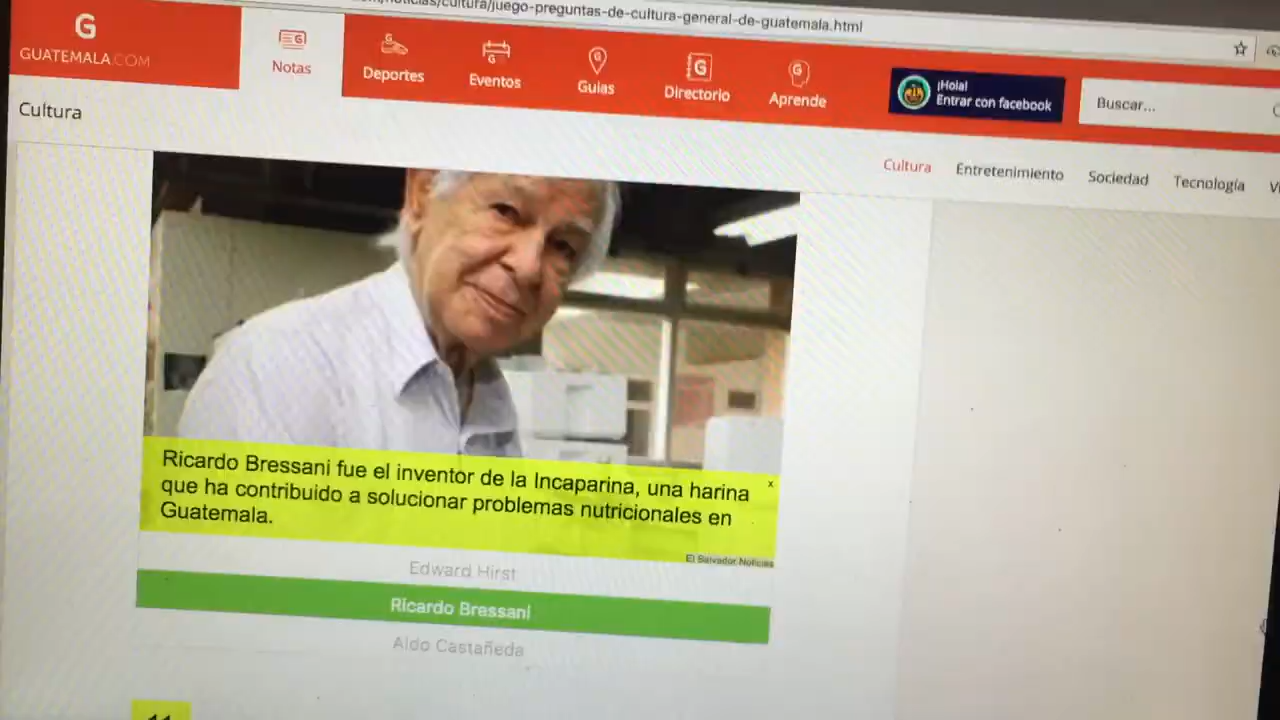 om/noticias/cultura/juego-preguntas-de-cultura-general-de-guatemala.html
G
GUATEMALA.COM
Notas
Deportes
Eventos
Guías
Directorio
Aprende
¡Hola!
Entrar con facebook
Buscar...
Cultura
Cultura
Entretenimiento
Sociedad
Tecnología
Ricardo Bressani fue el inventor de la Incaparina, una harina
que ha contribuido a solucionar problemas nutricionales en
Guatemala.
x
El Salvador Noticias
Edward Hirst
Ricardo Bressani
Aldo Castañeda